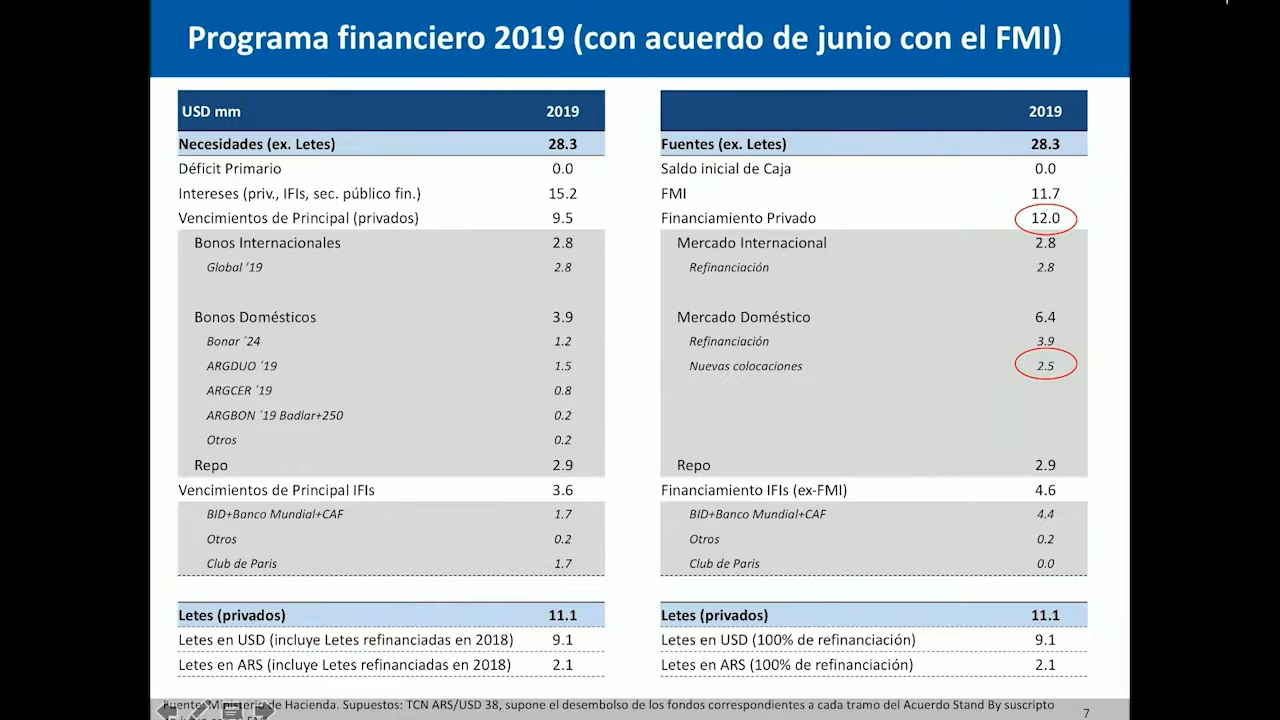 Programa financiero 2019 (con acuerdo de junio con el FMI)
USD mm 2019
Necesidades (ex. Letes) 28.3
Déficit Primario 0.0
Intereses (priv., IFIs, sec. público fin.) 15.2
Vencimientos de Principal (privados) 9.5
Bonos Internacionales 2.8
Global ’19 2.8
Bonos Domésticos 3.9
Bonar ´24 1.2
ARGDUO ´19 1.5
ARGCER ´19 0.8
ARGBON ´19 Badlar+250 0.2
Otros 0.2
Repo 2.9
Vencimientos de Principal IFIs 3.6
BID+Banco Mundial+CAF 1.7
Otros 0.2
Club de Paris 1.7
Letes (privados) 11.1
Letes en USD (incluye Letes refinanciadas en 2018) 9.1
Letes en ARS (incluye Letes refinanciadas en 2018) 2.1
2019
Fuentes (ex. Letes) 28.3
Saldo inicial de Caja 0.0
FMI 11.7
Financiamiento Privado 12.0
Mercado Internacional 2.8
Refinanciación 2.8
Mercado Doméstico 6.4
Refinanciación 3.9
Nuevas colocaciones 2.5
Repo 2.9
Financiamiento IFIs (ex-FMI) 4.6
BID+Banco Mundial+CAF 4.4
Otros 0.2
Club de Paris 0.0
Letes (privados) 11.1
Letes en USD (100% de refinanciación) 9.1
Letes en ARS (100% de refinanciación) 2.1
Fuente: Ministerio de Hacienda. Supuestos: TCN ARS/USD 38, supone el desembolso de los fondos correspondientes a cada tramo del Acuerdo Stand By suscripto
7